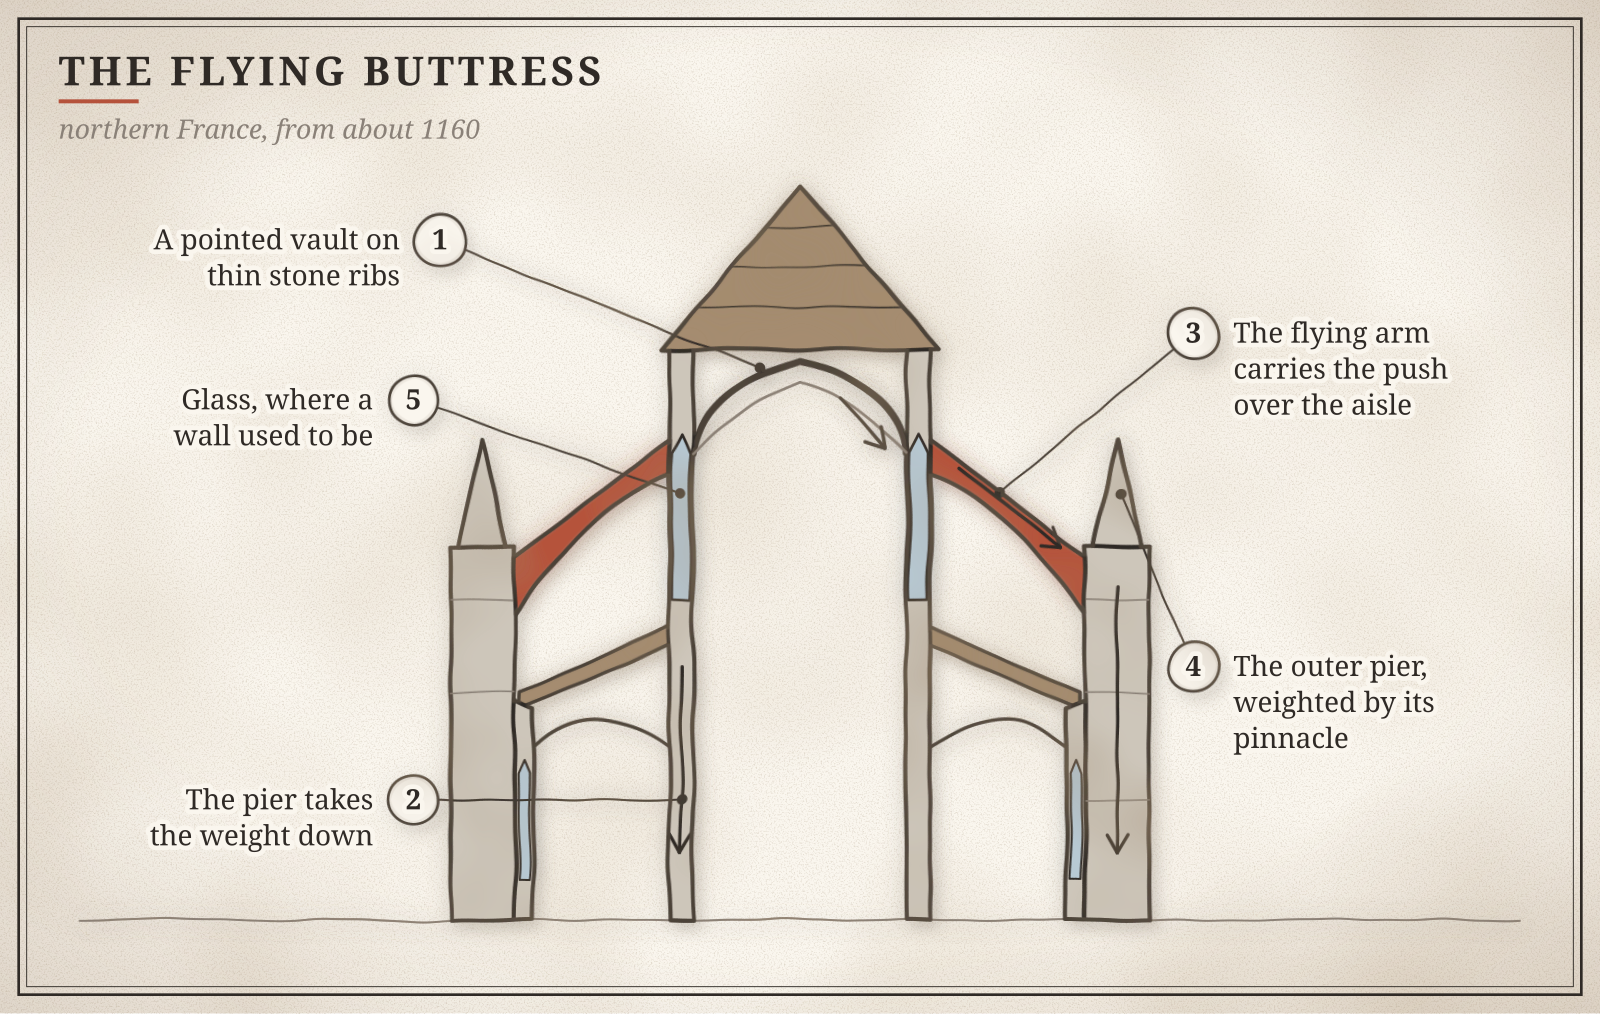 THE FLYING BUTTRESS
northern France, from about 1160
1
A pointed vault on
thin stone ribs
5
Glass, where a
wall used to be
2
The pier takes
the weight down
3
The flying arm
carries the push
over the aisle
4
The outer pier,
weighted by its
pinnacle